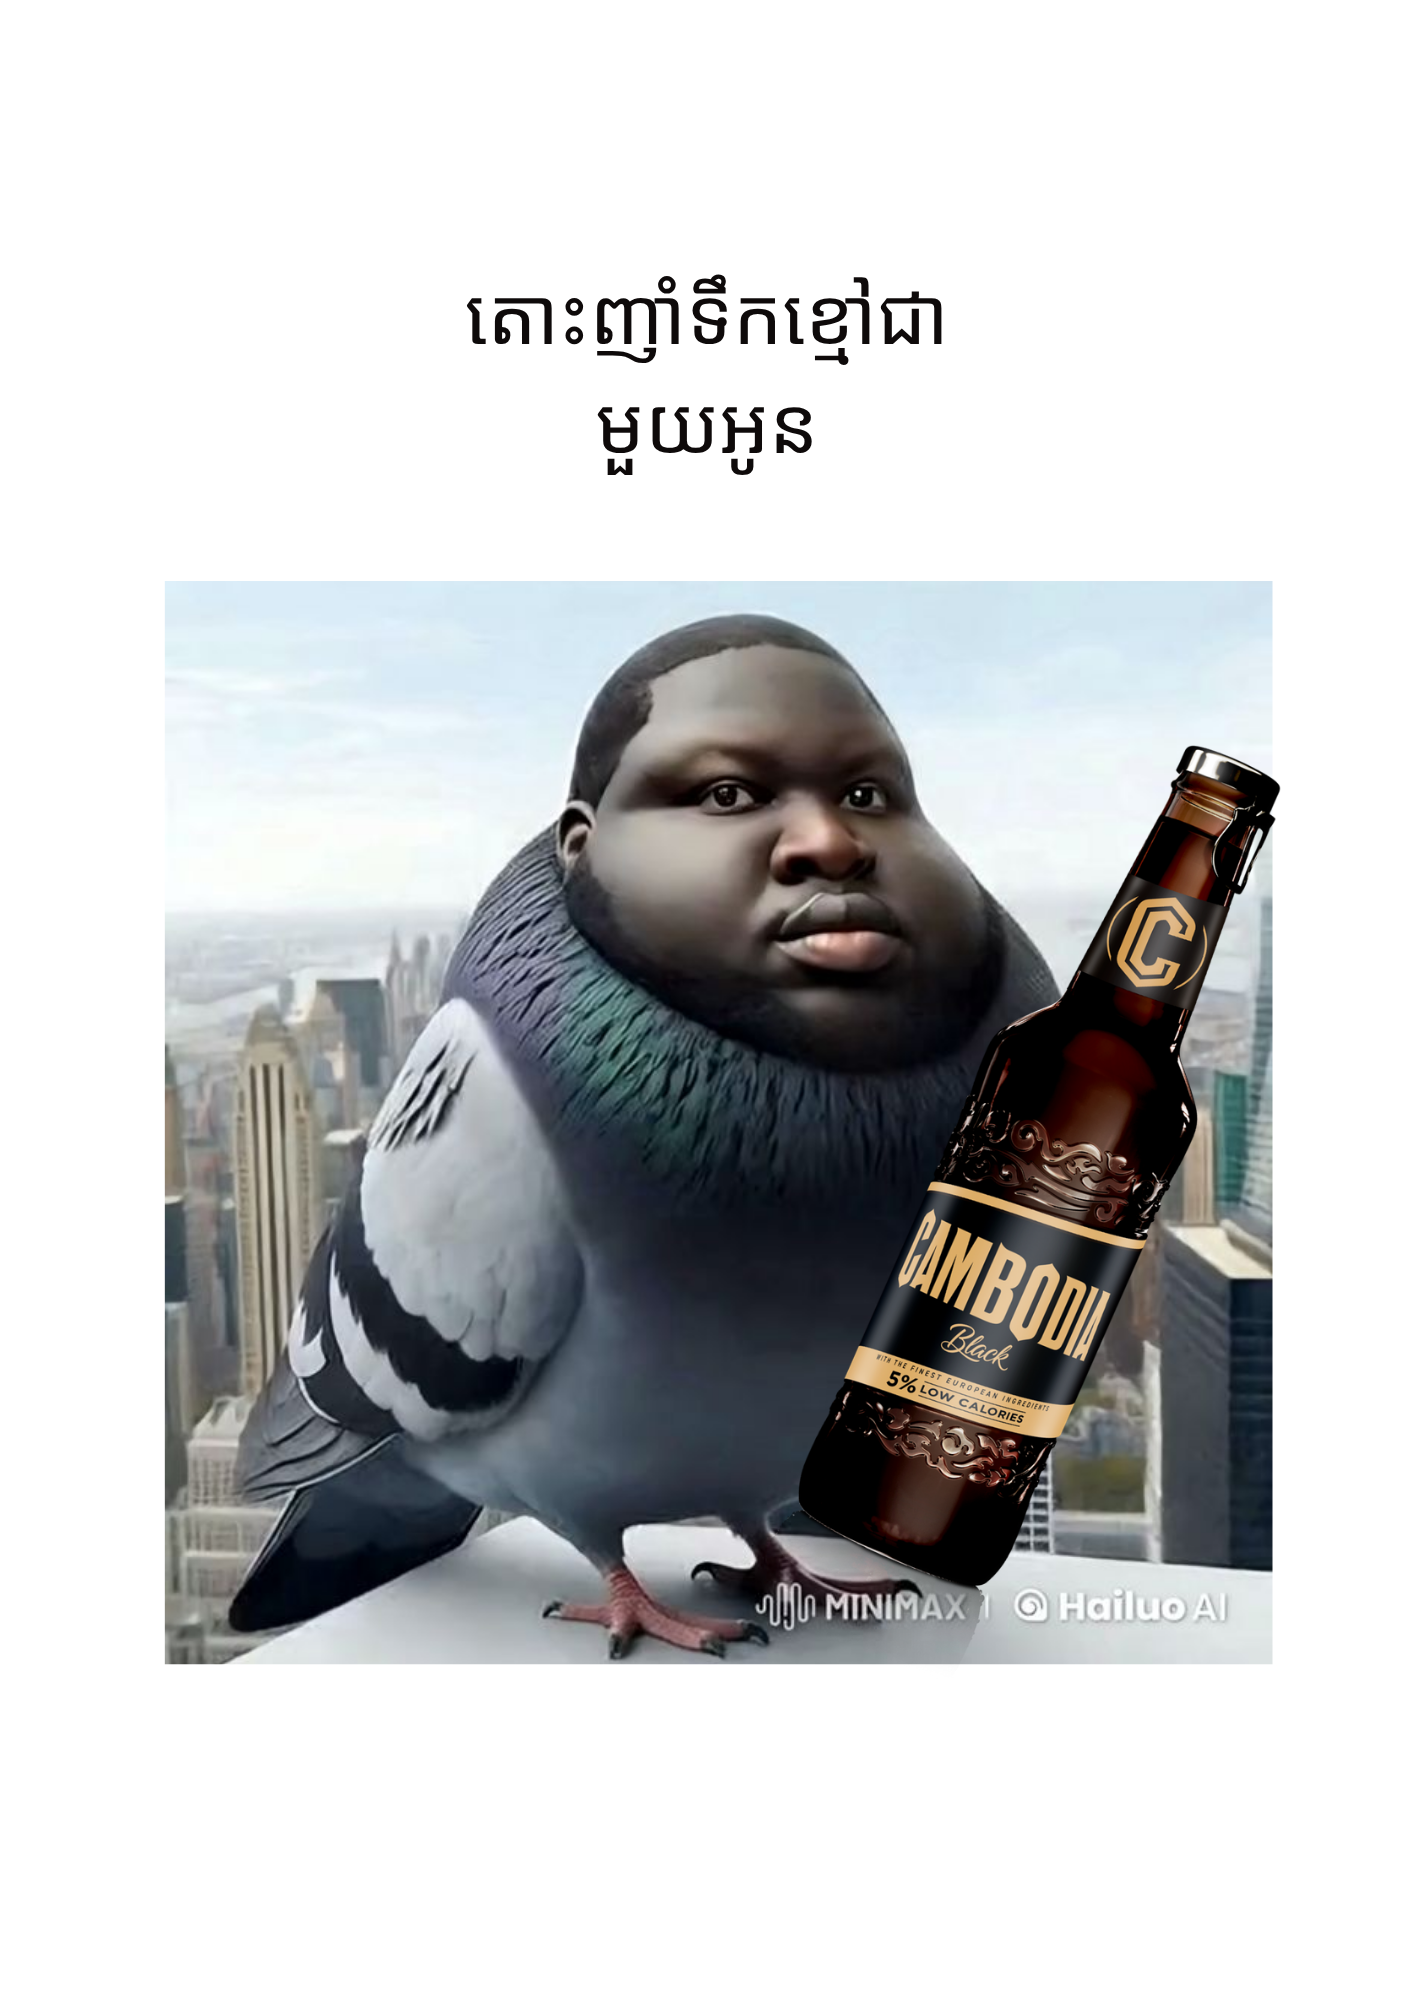 តោះញ៉ាំទឹកខ្មៅជា
មួយអូន
C
CAMBODIA
Black
WITH THE FINEST EUROPEAN INGREDIENTS
5% LOW CALORIES
MINIMAX | Hailuo AI